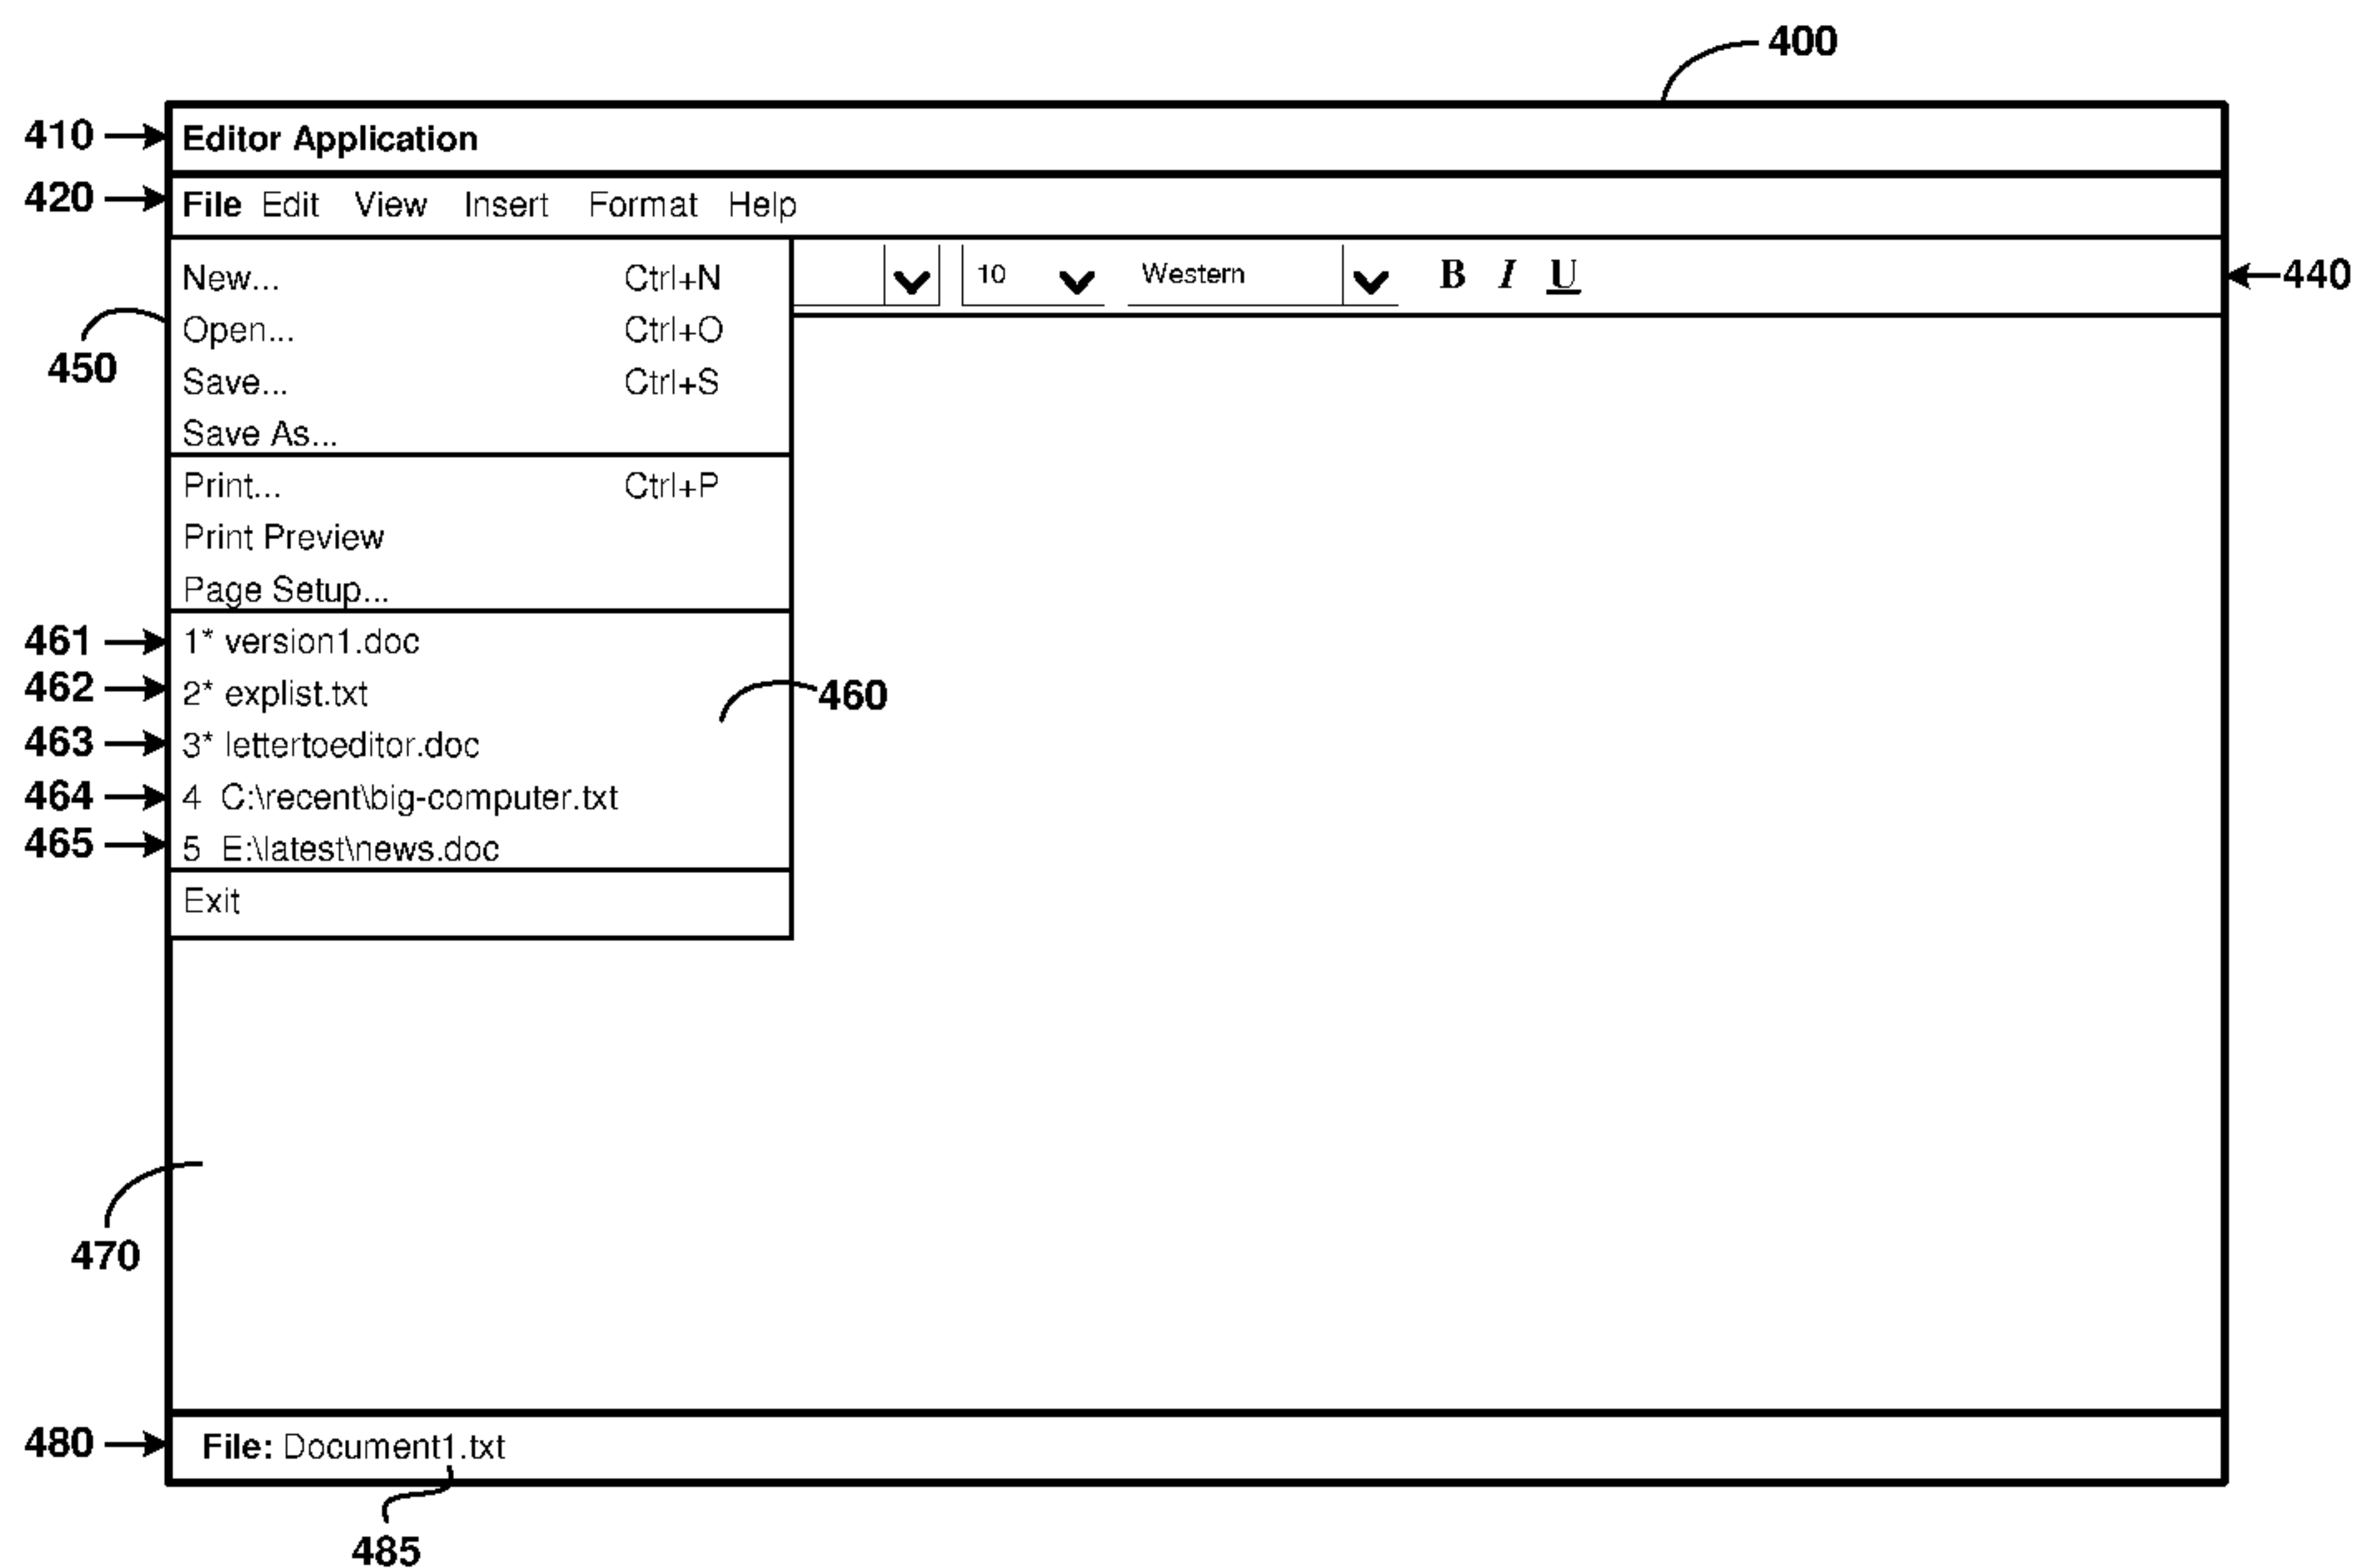 400
410 Editor Application
420 File Edit View Insert Format Help
New... Ctrl+N 10 Western B I U 440
450 Open... Ctrl+O
Save... Ctrl+S
Save As...
Print... Ctrl+P
Print Preview
Page Setup...
461 1* version1.doc
462 2* explist.txt 460
463 3* lettertoeditor.doc
464 4 C:\recent\big-computer.txt
465 5 E:\latest\news.doc
Exit
470
480 File: Document1.txt
485